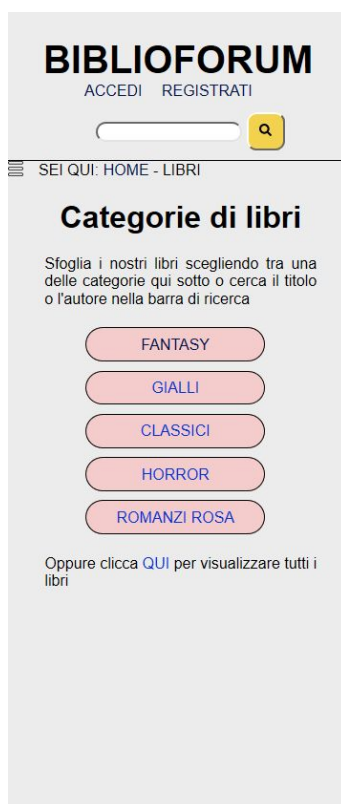 BIBLIOFORUM
ACCEDI REGISTRATI
SEI QUI: HOME - LIBRI
Categorie di libri
Sfoglia i nostri libri scegliendo tra una
delle categorie qui sotto o cerca il titolo
o l'autore nella barra di ricerca
FANTASY
GIALLI
CLASSICI
HORROR
ROMANZI ROSA
Oppure clicca QUI per visualizzare tutti i
libri